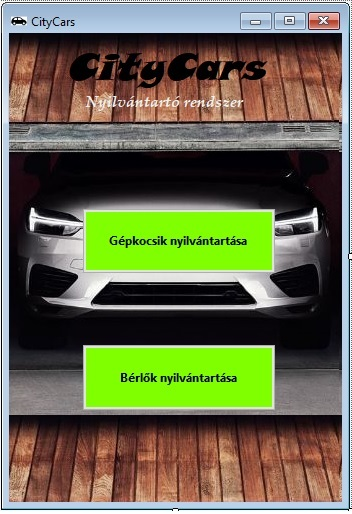 CityCars
CityCars
Nyilvántartó rendszer
Gépkocsik nyilvántartása
Bérlők nyilvántartása